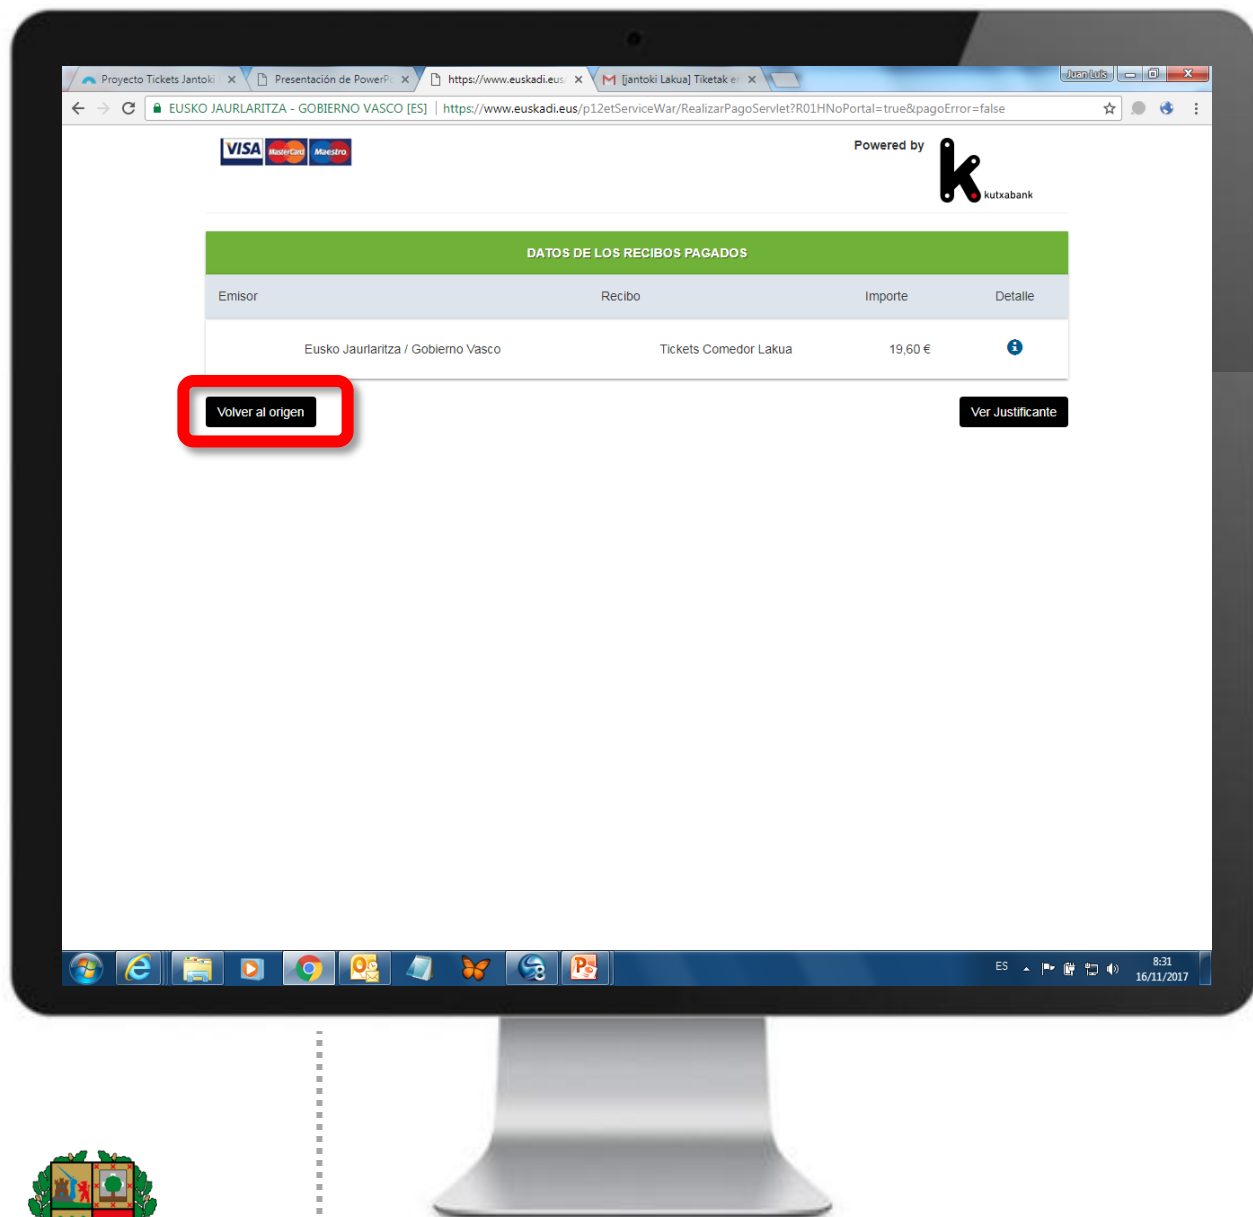 Proyecto Tickets Jantoki
Presentación de PowerP
https://www.euskadi.eus/
[jantoki Lakua] Tiketak e
Juan Luis
EUSKO JAURLARITZA - GOBIERNO VASCO [ES] | https://www.euskadi.eus/p12etServiceWar/RealizarPagoServlet?R01HNoPortal=true&pagoError=false
VISA MasterCard Maestro
Powered by
k kutxabank
DATOS DE LOS RECIBOS PAGADOS
Emisor Recibo Importe Detalle
Eusko Jaurlaritza / Gobierno Vasco Tickets Comedor Lakua 19,60 €
Volver al origen Ver Justificante
ES 8:31
16/11/2017